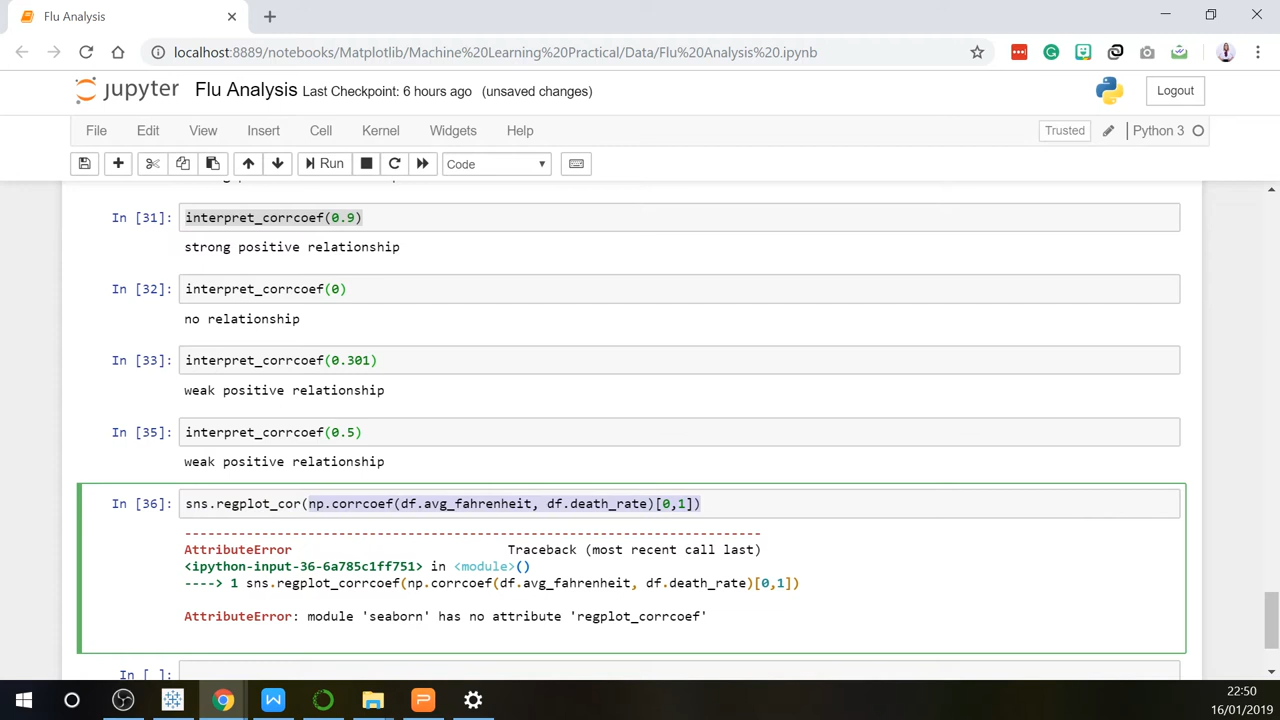 Flu Analysis
localhost:8889/notebooks/Matplotlib/Machine%20Learning%20Practical/Data/Flu%20Analysis%20.ipynb
jupyter Flu Analysis Last Checkpoint: 6 hours ago (unsaved changes) Logout
File Edit View Insert Cell Kernel Widgets Help Trusted Python 3
Run Code
In [31]: interpret_corrcoef(0.9)
strong positive relationship
In [32]: interpret_corrcoef(0)
no relationship
In [33]: interpret_corrcoef(0.301)
weak positive relationship
In [35]: interpret_corrcoef(0.5)
weak positive relationship
In [36]: sns.regplot_cor(np.corrcoef(df.avg_fahrenheit, df.death_rate)[0,1])
---------------------------------------------------------------------------
AttributeError Traceback (most recent call last)
<ipython-input-36-6a785c1ff751> in <module>()
----> 1 sns.regplot_corrcoef(np.corrcoef(df.avg_fahrenheit, df.death_rate)[0,1])
AttributeError: module 'seaborn' has no attribute 'regplot_corrcoef'
In [ ]:
22:50
16/01/2019